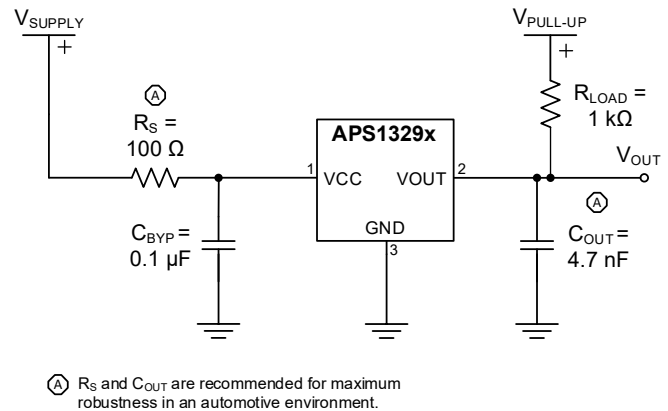 VSUPPLY
+
VPULL-UP
+
Ⓐ
RS =
100 Ω
RLOAD =
1 kΩ
APS1329x
1
VCC
VOUT
2
VOUT
Ⓐ
GND
3
CBYP =
0.1 µF
COUT =
4.7 nF
Ⓐ RS and COUT are recommended for maximum
robustness in an automotive environment.